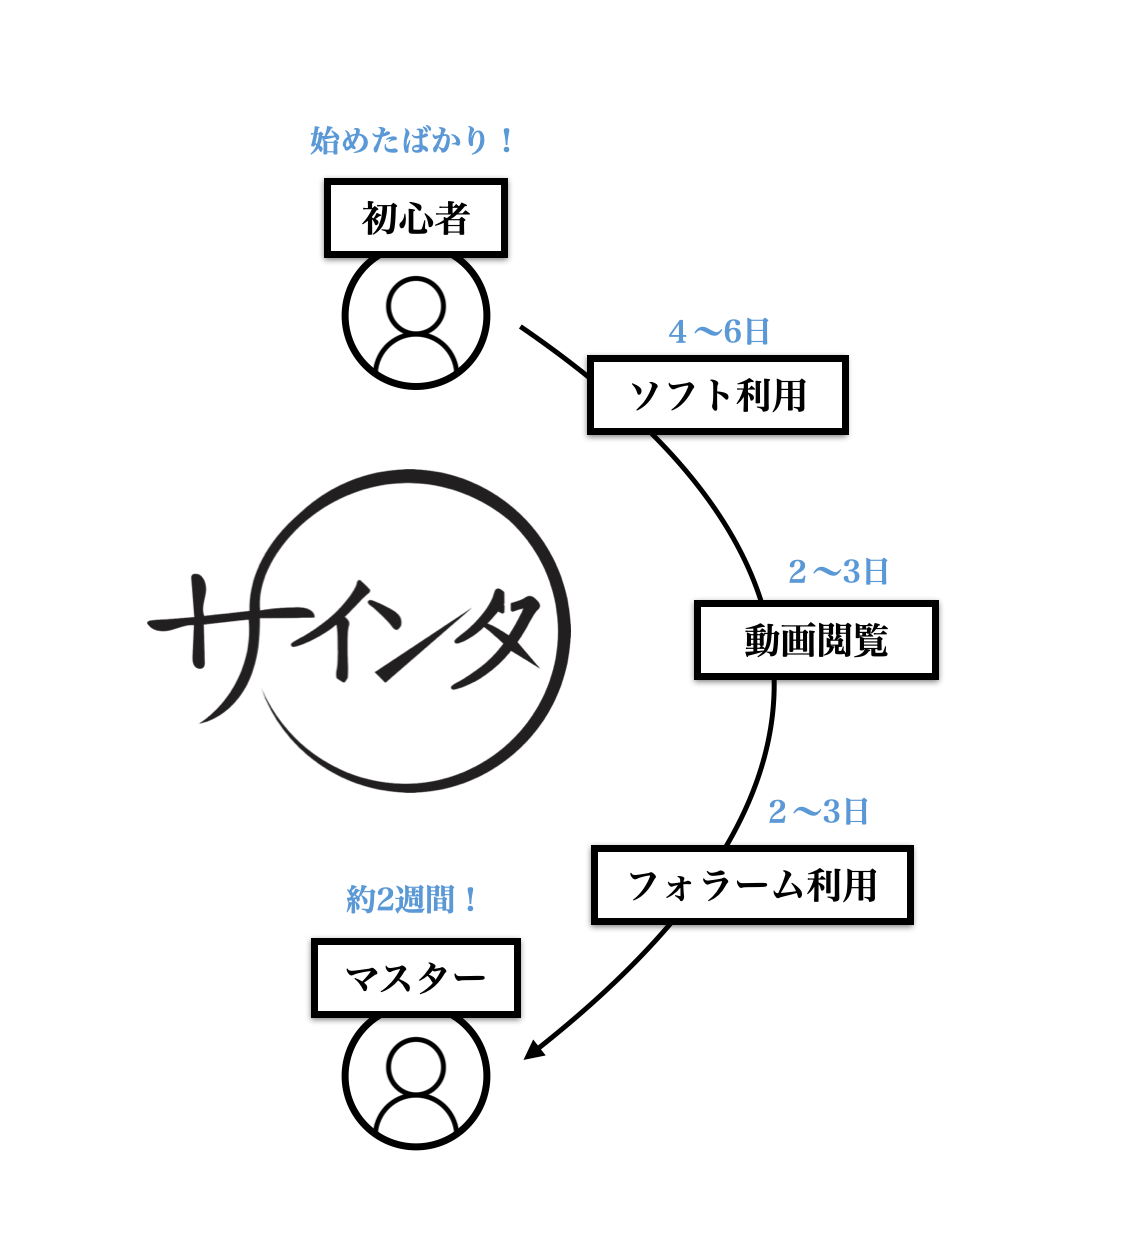 始めたばかり！
初心者
４〜6日
ソフト利用
サインタ
２〜3日
動画閲覧
２〜3日
フォラーム利用
約2週間！
マスター